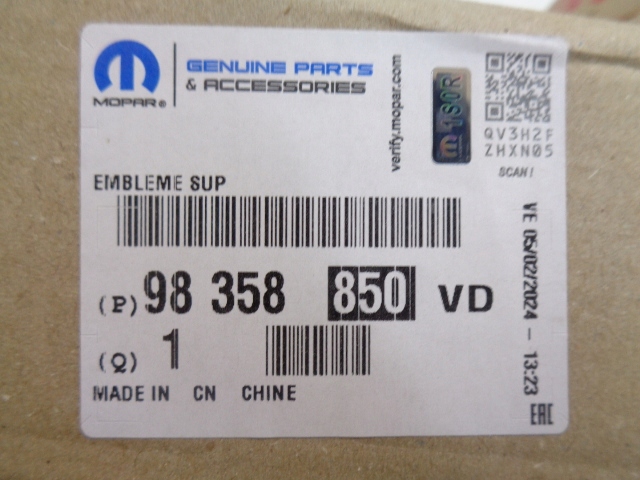 MOPAR®
GENUINE PARTS
& ACCESSORIES
verify.mopar.com
m 1S0R
QV3H2F
ZHXN05
SCAN!
EMBLEME SUP
(P) 98 358 850 VD
(Q) 1
MADE IN CN CHINE
VE 05/02/2024 - 13:23
EAC